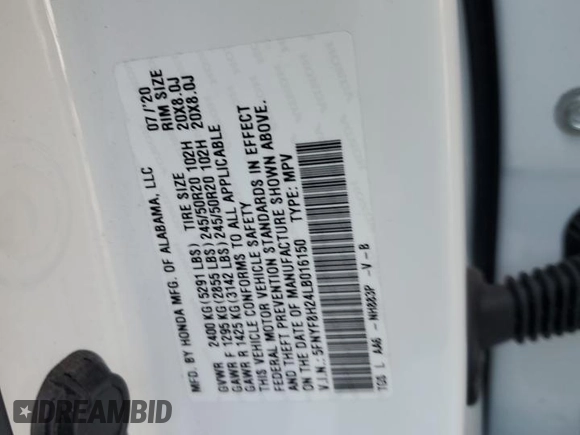 MFD. BY HONDA MFG. OF ALABAMA, LLC 07/'20
TIRE SIZE RIM SIZE
GVWR 2400 KG (5291 LBS)
GAWR F 1295 KG (2855 LBS) 245/50R20 102H 20X8.0J
GAWR R 1425 KG (3142 LBS) 245/50R20 102H 20X8.0J
THIS VEHICLE CONFORMS TO ALL APPLICABLE
FEDERAL MOTOR VEHICLE SAFETY STANDARDS IN EFFECT
AND THEFT PREVENTION STANDARDS
ON THE DATE OF MANUFACTURE SHOWN ABOVE.
V.I.N.: 5FNYF8H24LB016150 TYPE: MPV
TGS L AA6 - NH883P -V - B
DREAMBID